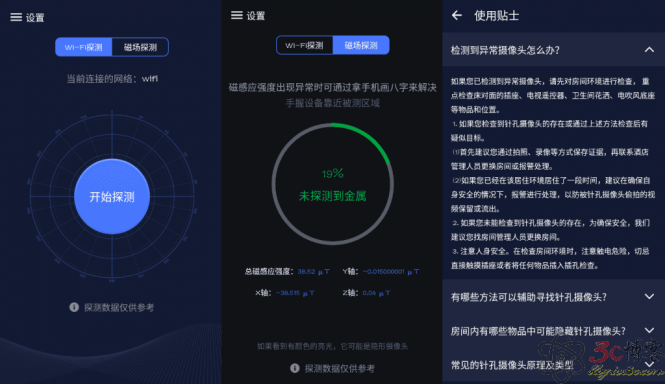 设置
Wi-Fi探测 磁场探测
当前连接的网络：wifi
开始探测
探测数据仅供参考
设置
Wi-Fi探测 磁场探测
磁感应强度出现异常时可通过拿手机画八字来解决
手握设备靠近被测区域
19%
未探测到金属
总磁感应强度：38.62 μT Y轴：-0.015000001 μT
X轴：-38.615 μT Z轴：0.04 μT
如果看到有颜色的亮光，它可能是隐形摄像头
探测数据仅供参考
使用贴士
检测到异常摄像头怎么办?
如果您已检测到异常摄像头，请先对房间环境进行检查，重
点检查床对面的插座、电视遥控器、卫生间花洒、电吹风底座
等物品和位置。
1. 如果您检查到针孔摄像头的存在或通过上述方法检查后有
疑似目标。
(1)首先建议您通过拍照、录像等方式保存证据，再联系酒店
管理人员更换房间或报警处理。
(2)如果您已经在该居住环境居住了一段时间，建议在确保自
身安全的情况下，报警进行处理，以防被针孔摄像头偷拍的视
频保留或流出。
2. 如果您未能检查到针孔摄像头的存在，为确保安全，我们
建议您找房间管理人员更换房间。
3. 注意人身安全。在检查房间环境时，注意触电危险，切忌
直接触摸插座或者将任何物品插入插孔检查。
有哪些方法可以辅助寻找针孔摄像头?
房间内有哪些物品中可能隐藏针孔摄像头?
常见的针孔摄像头原理及类型